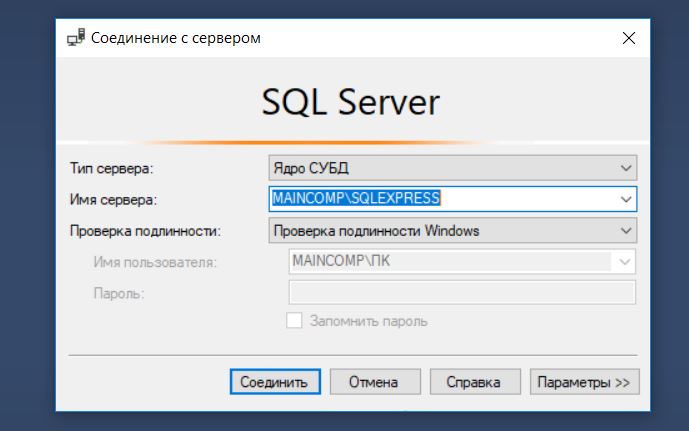 Соединение с сервером
SQL Server
Тип сервера: Ядро СУБД
Имя сервера: MAINCOMP\SQLEXPRESS
Проверка подлинности: Проверка подлинности Windows
Имя пользователя: MAINCOMP\ПК
Пароль:
Запомнить пароль
Соединить Отмена Справка Параметры >>